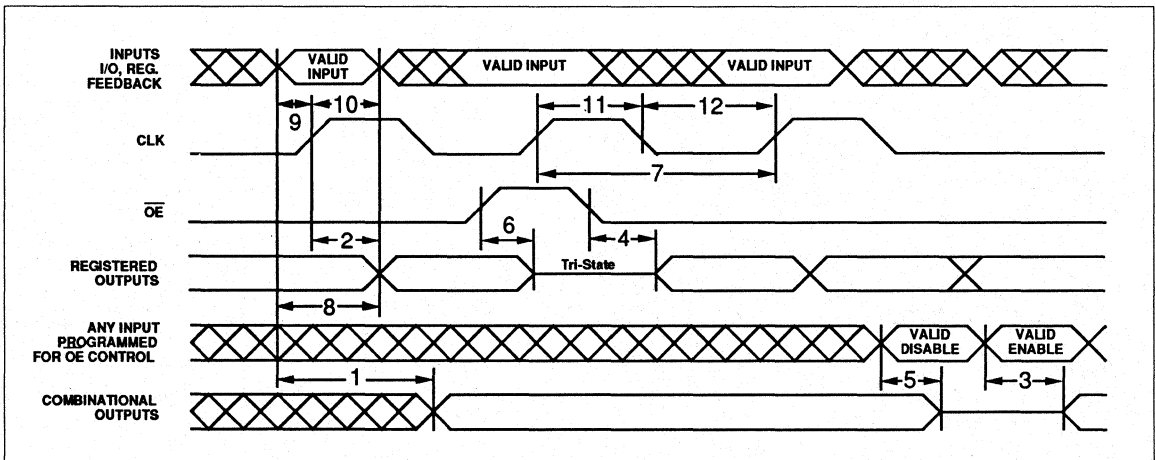 INPUTS
I/O, REG.
FEEDBACK
VALID
INPUT
VALID INPUT
VALID INPUT
9
10
11
12
CLK
7
OE
6
4
2
REGISTERED
OUTPUTS
Tri-State
8
ANY INPUT
PROGRAMMED
FOR OE CONTROL
VALID
DISABLE
VALID
ENABLE
1
5
3
COMBINATIONAL
OUTPUTS